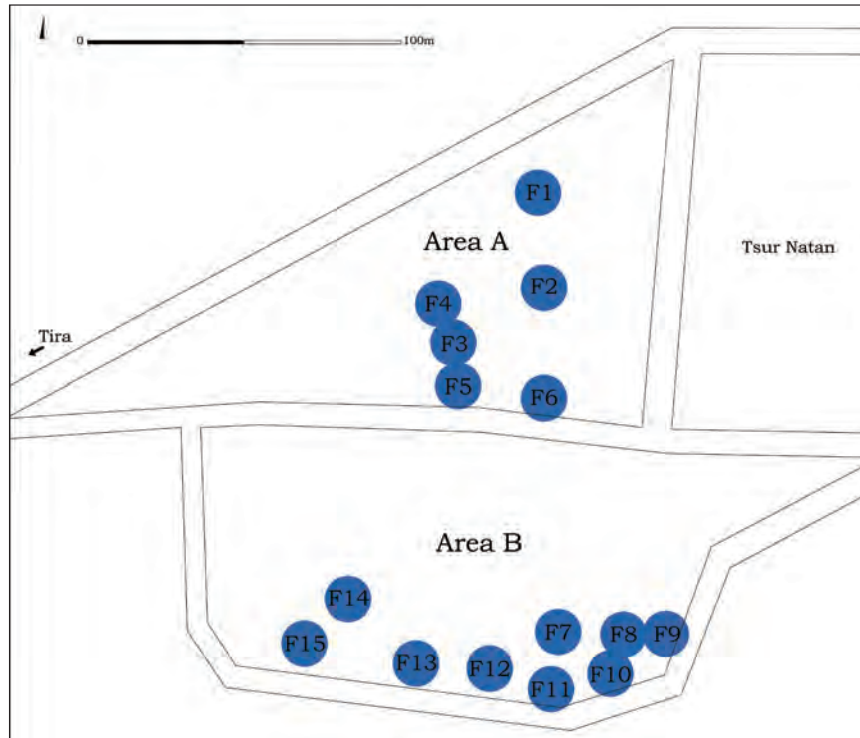 0
100m
F1
Area A
Tsur Natan
F2
F4
Tira
F3
F5
F6
Area B
F14
F7
F8
F9
F15
F13
F12
F10
F11